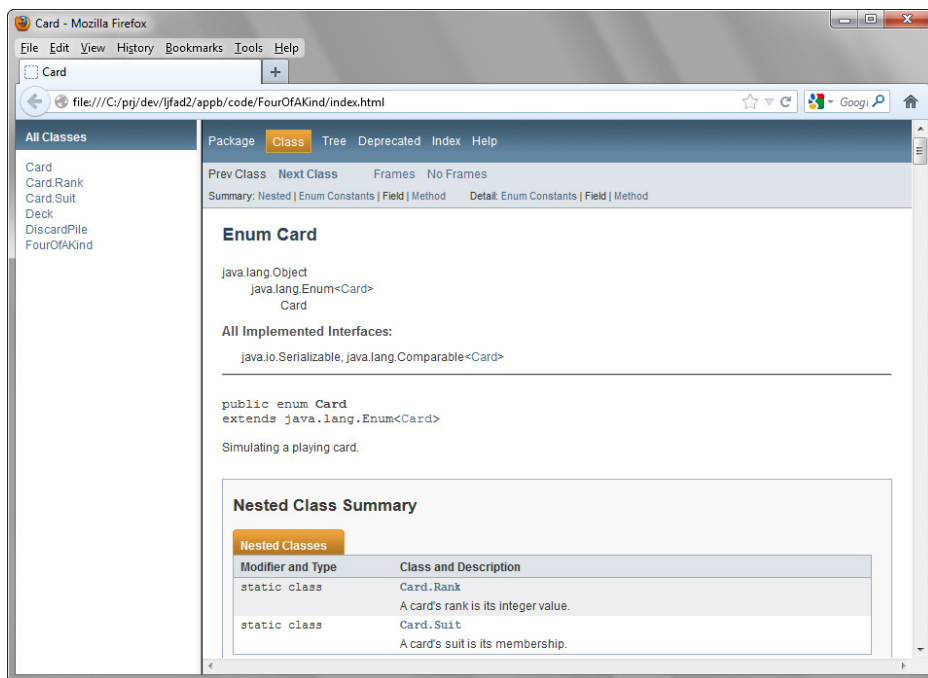 Card - Mozilla Firefox
File Edit View History Bookmarks Tools Help
Card
file:///C:/prj/dev/ljfad2/appb/code/FourOfAKind/index.html
Googl
All Classes
Card
Card.Rank
Card.Suit
Deck
DiscardPile
FourOfAKind
Package Class Tree Deprecated Index Help
Prev Class Next Class Frames No Frames
Summary: Nested | Enum Constants | Field | Method Detail: Enum Constants | Field | Method
Enum Card
java.lang.Object
java.lang.Enum<Card>
Card
All Implemented Interfaces:
java.io.Serializable, java.lang.Comparable<Card>
public enum Card
extends java.lang.Enum<Card>
Simulating a playing card.
Nested Class Summary
Nested Classes
Modifier and Type Class and Description
static class Card.Rank
A card's rank is its integer value.
static class Card.Suit
A card's suit is its membership.